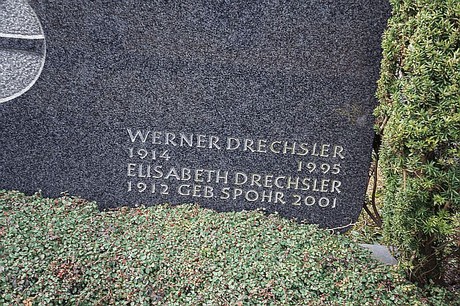 WERNER DRECHSLER
1914 1995
ELISABETH DRECHSLER
1912 GEB SPOHR 2001